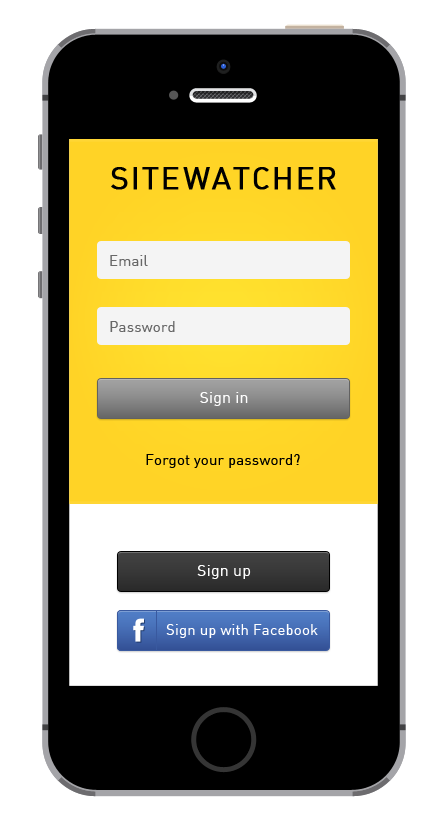 SITEWATCHER
Email
Password
Sign in
Forgot your password?
Sign up
f Sign up with Facebook